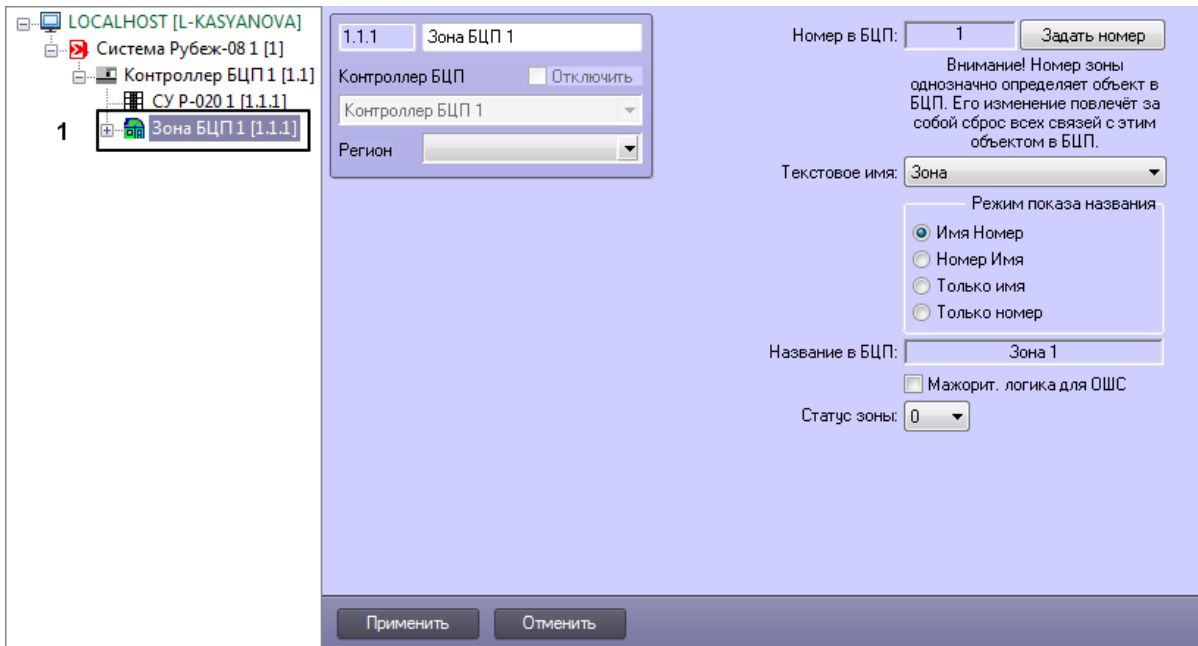 LOCALHOST [L-KASYANOVA]
Система Рубеж-08 1 [1]
Контроллер БЦП 1 [1.1]
СУ Р-020 1 [1.1.1]
1
Зона БЦП 1 [1.1.1]
1.1.1
Зона БЦП 1
Контроллер БЦП
Отключить
Контроллер БЦП 1
Регион
Номер в БЦП:
1
Задать номер
Внимание! Номер зоны
однозначно определяет объект в
БЦП. Его изменение повлечёт за
собой сброс всех связей с этим
объектом в БЦП.
Текстовое имя:
Зона
Режим показа названия
Имя Номер
Номер Имя
Только имя
Только номер
Название в БЦП:
Зона 1
Мажорит. логика для ОШС
Статус зоны:
0
Применить
Отменить